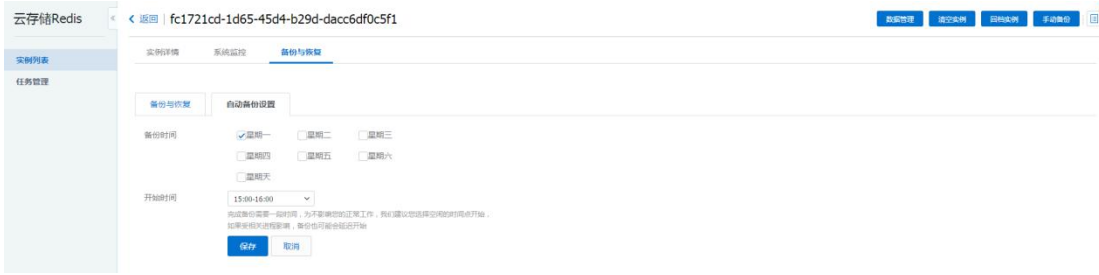 云存储Redis
返回 fc1721cd-1d65-45d4-b29d-dacc6df0c5f1
数据管理 清空实例 回档实例 手动备份
实例列表
任务管理
实例详情 系统监控 备份与恢复
备份与恢复 自动备份设置
备份时间 星期一 星期二 星期三
星期四 星期五 星期六
星期天
开始时间 15:00-16:00
完成备份需要一段时间，为不影响您的正常工作，我们建议您选择空闲的时间点开始，
如果受相关进程影响，备份也可能会延迟开始
保存 取消